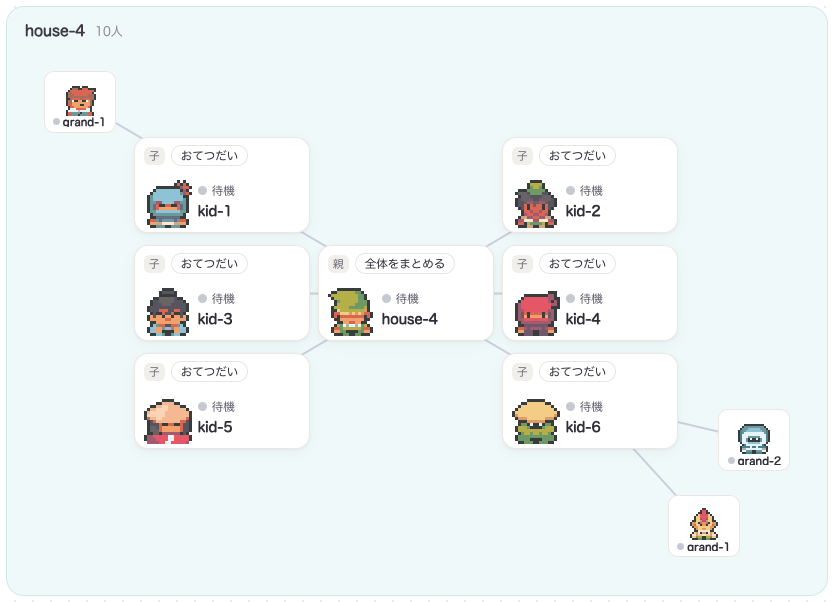 house-4 10人
grand-1
子 おてつだい
待機
kid-1
子 おてつだい
待機
kid-2
子 おてつだい
待機
kid-3
親 全体をまとめる
待機
house-4
子 おてつだい
待機
kid-4
子 おてつだい
待機
kid-5
子 おてつだい
待機
kid-6
grand-2
grand-1